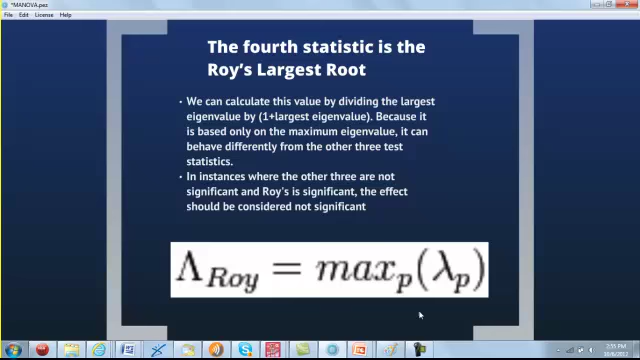 *MANOVA.pez
File Edit License Help
The fourth statistic is the
Roy's Largest Root
• We can calculate this value by dividing the largest
eigenvalue by (1+largest eigenvalue). Because it
is based only on the maximum eigenvalue, it can
behave differently from the other three test
statistics.
• In instances where the other three are not
significant and Roy's is significant, the effect
should be considered not significant
Λ_Roy = max_p(λ_p)
2:55 PM